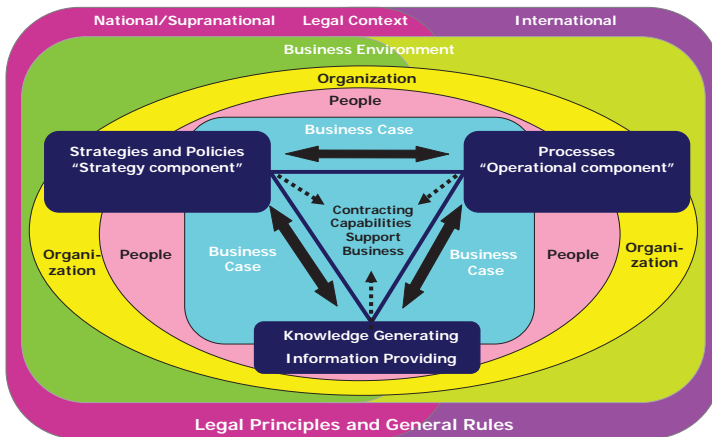 National/Supranational Legal Context International
Business Environment
Organization
People
Business Case
Strategies and Policies
“Strategy component”
Processes
“Operational component”
Contracting
Capabilities
Support
Business
Organi-
zation
People
Business
Case
Business
Case
People
Organi-
zation
Knowledge Generating
Information Providing
Legal Principles and General Rules